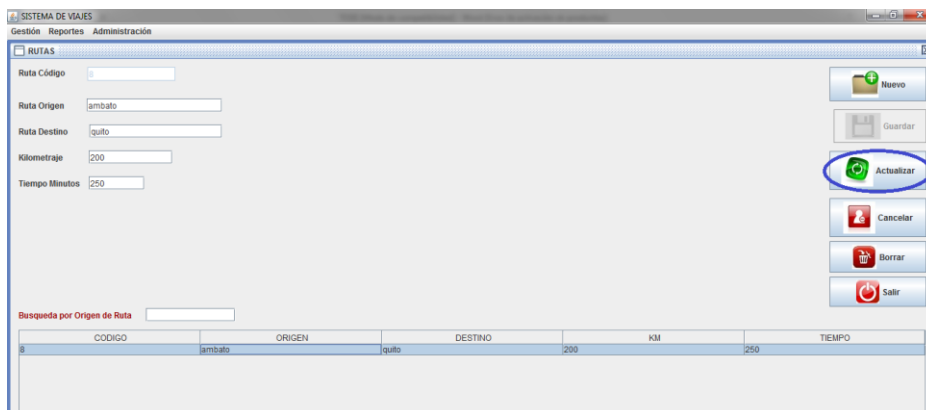 SISTEMA DE VIAJES
Gestión Reportes Administración
RUTAS
Ruta Código 8
Nuevo
Ruta Origen ambato
Guardar
Ruta Destino quito
Kilometraje 200
Actualizar
Tiempo Minutos 250
Cancelar
Borrar
Salir
Busqueda por Origen de Ruta
CODIGO ORIGEN DESTINO KM TIEMPO
8 ambato quito 200 250